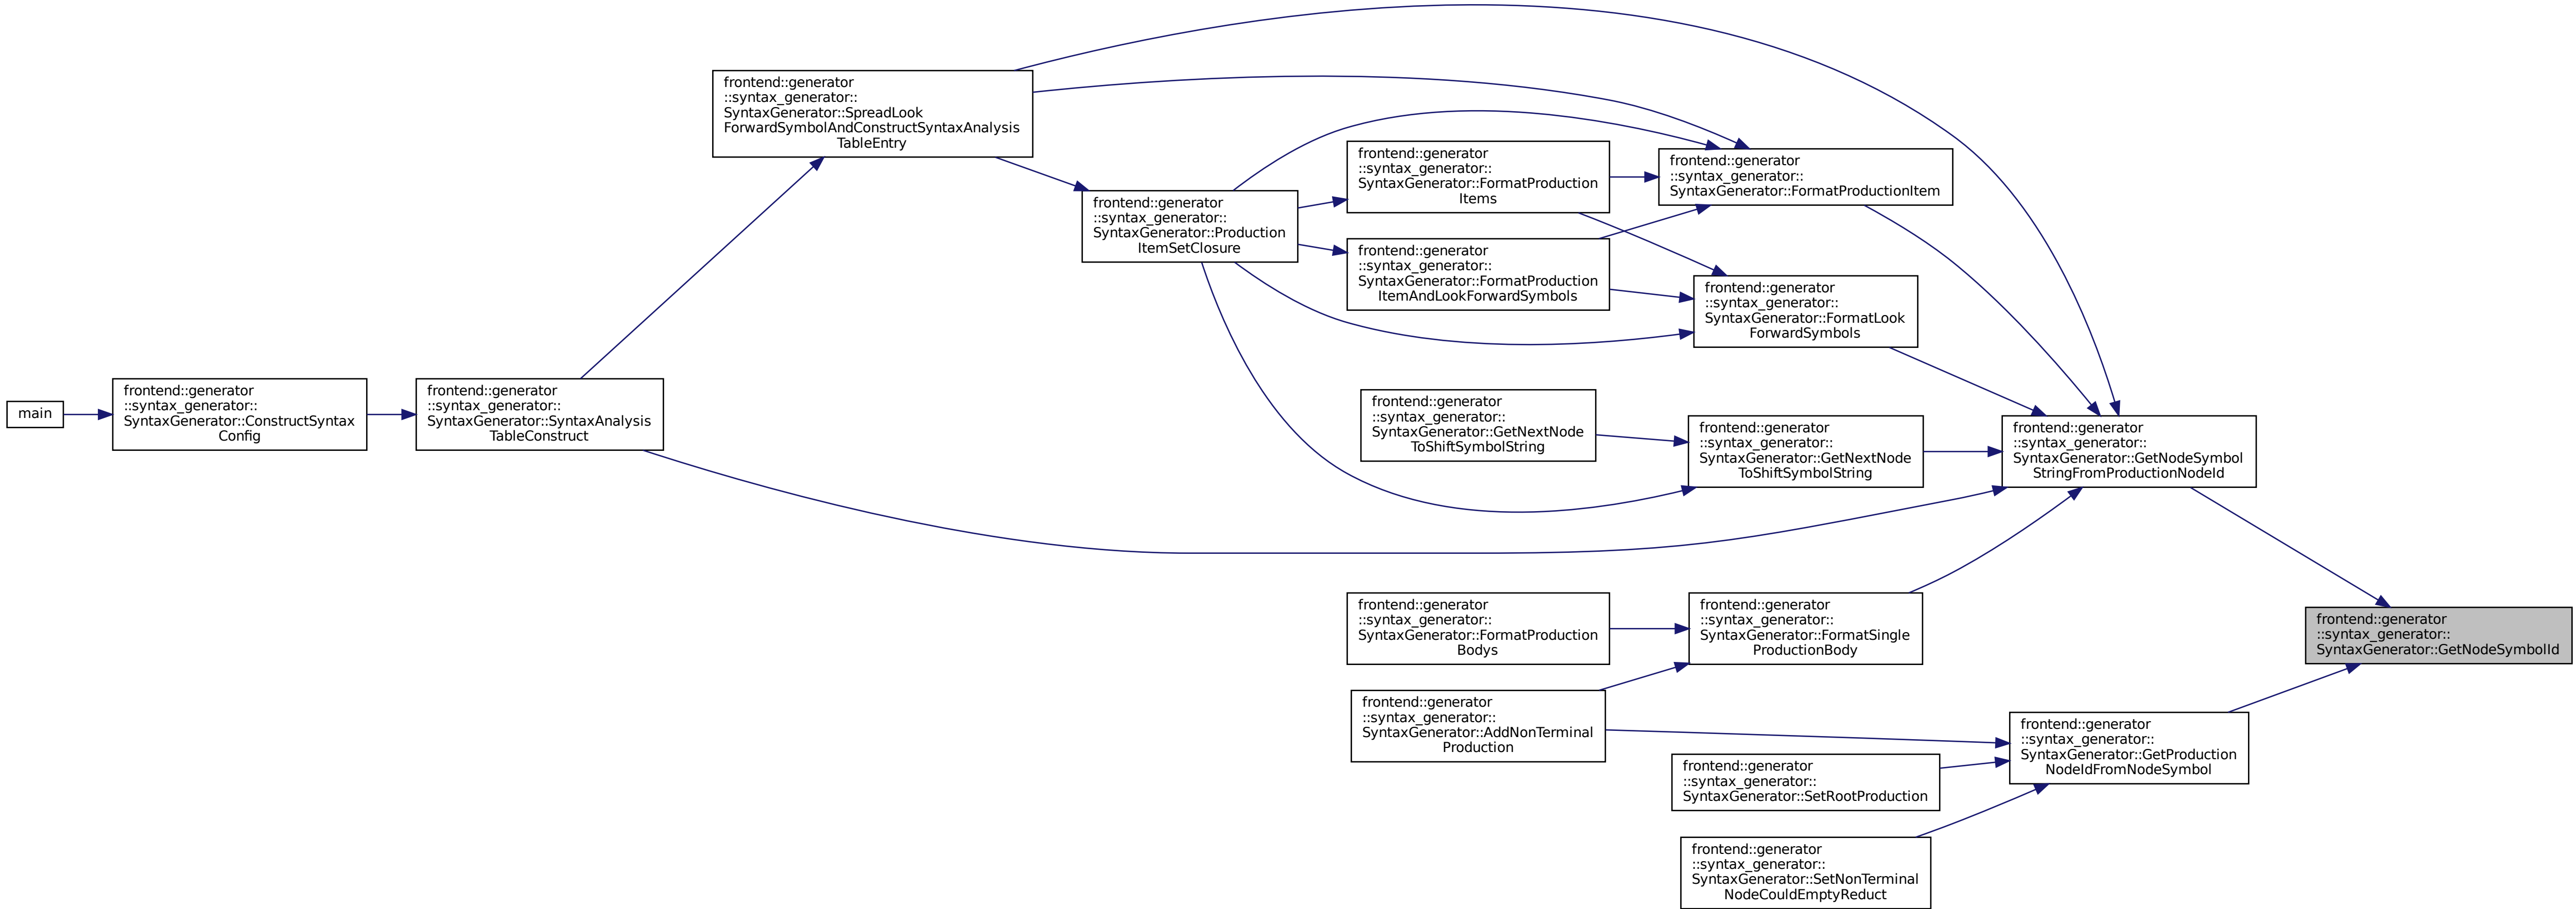 frontend::generator
::syntax_generator::
SyntaxGenerator::SpreadLook
ForwardSymbolAndConstructSyntaxAnalysis
TableEntry
frontend::generator
::syntax_generator::
SyntaxGenerator::FormatProduction
Items
frontend::generator
::syntax_generator::
SyntaxGenerator::FormatProductionItem
frontend::generator
::syntax_generator::
SyntaxGenerator::Production
ItemSetClosure
frontend::generator
::syntax_generator::
SyntaxGenerator::FormatProduction
ItemAndLookForwardSymbols
frontend::generator
::syntax_generator::
SyntaxGenerator::FormatLook
ForwardSymbols
main
frontend::generator
::syntax_generator::
SyntaxGenerator::ConstructSyntax
Config
frontend::generator
::syntax_generator::
SyntaxGenerator::SyntaxAnalysis
TableConstruct
frontend::generator
::syntax_generator::
SyntaxGenerator::GetNextNode
ToShiftSymbolString
frontend::generator
::syntax_generator::
SyntaxGenerator::GetNextNode
ToShiftSymbolString
frontend::generator
::syntax_generator::
SyntaxGenerator::GetNodeSymbol
StringFromProductionNodeId
frontend::generator
::syntax_generator::
SyntaxGenerator::FormatProduction
Bodys
frontend::generator
::syntax_generator::
SyntaxGenerator::FormatSingle
ProductionBody
frontend::generator
::syntax_generator::
SyntaxGenerator::GetNodeSymbolId
frontend::generator
::syntax_generator::
SyntaxGenerator::AddNonTerminal
Production
frontend::generator
::syntax_generator::
SyntaxGenerator::GetProduction
NodeIdFromNodeSymbol
frontend::generator
::syntax_generator::
SyntaxGenerator::SetRootProduction
frontend::generator
::syntax_generator::
SyntaxGenerator::SetNonTerminal
NodeCouldEmptyReduct